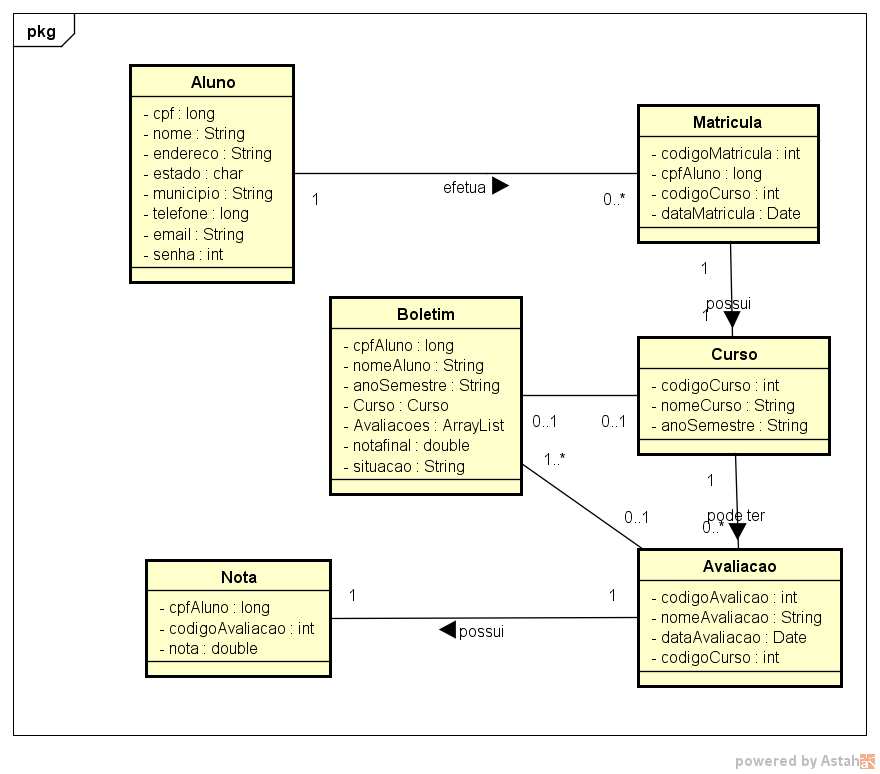 pkg
Aluno
- cpf : long
- nome : String
- endereco : String
- estado : char
- municipio : String
- telefone : long
- email : String
- senha : int
1
efetua
0..*
Matricula
- codigoMatricula : int
- cpfAluno : long
- codigoCurso : int
- dataMatricula : Date
1
possui
1
Boletim
- cpfAluno : long
- nomeAluno : String
- anoSemestre : String
- Curso : Curso
- Avaliacoes : ArrayList
- notafinal : double
- situacao : String
0..1
0..1
Curso
- codigoCurso : int
- nomeCurso : String
- anoSemestre : String
1..*
0..1
1
pode ter
0..*
Avaliacao
- codigoAvalicao : int
- nomeAvaliacao : String
- dataAvaliacao : Date
- codigoCurso : int
Nota
- cpfAluno : long
- codigoAvaliacao : int
- nota : double
1
1
possui
powered by Astah